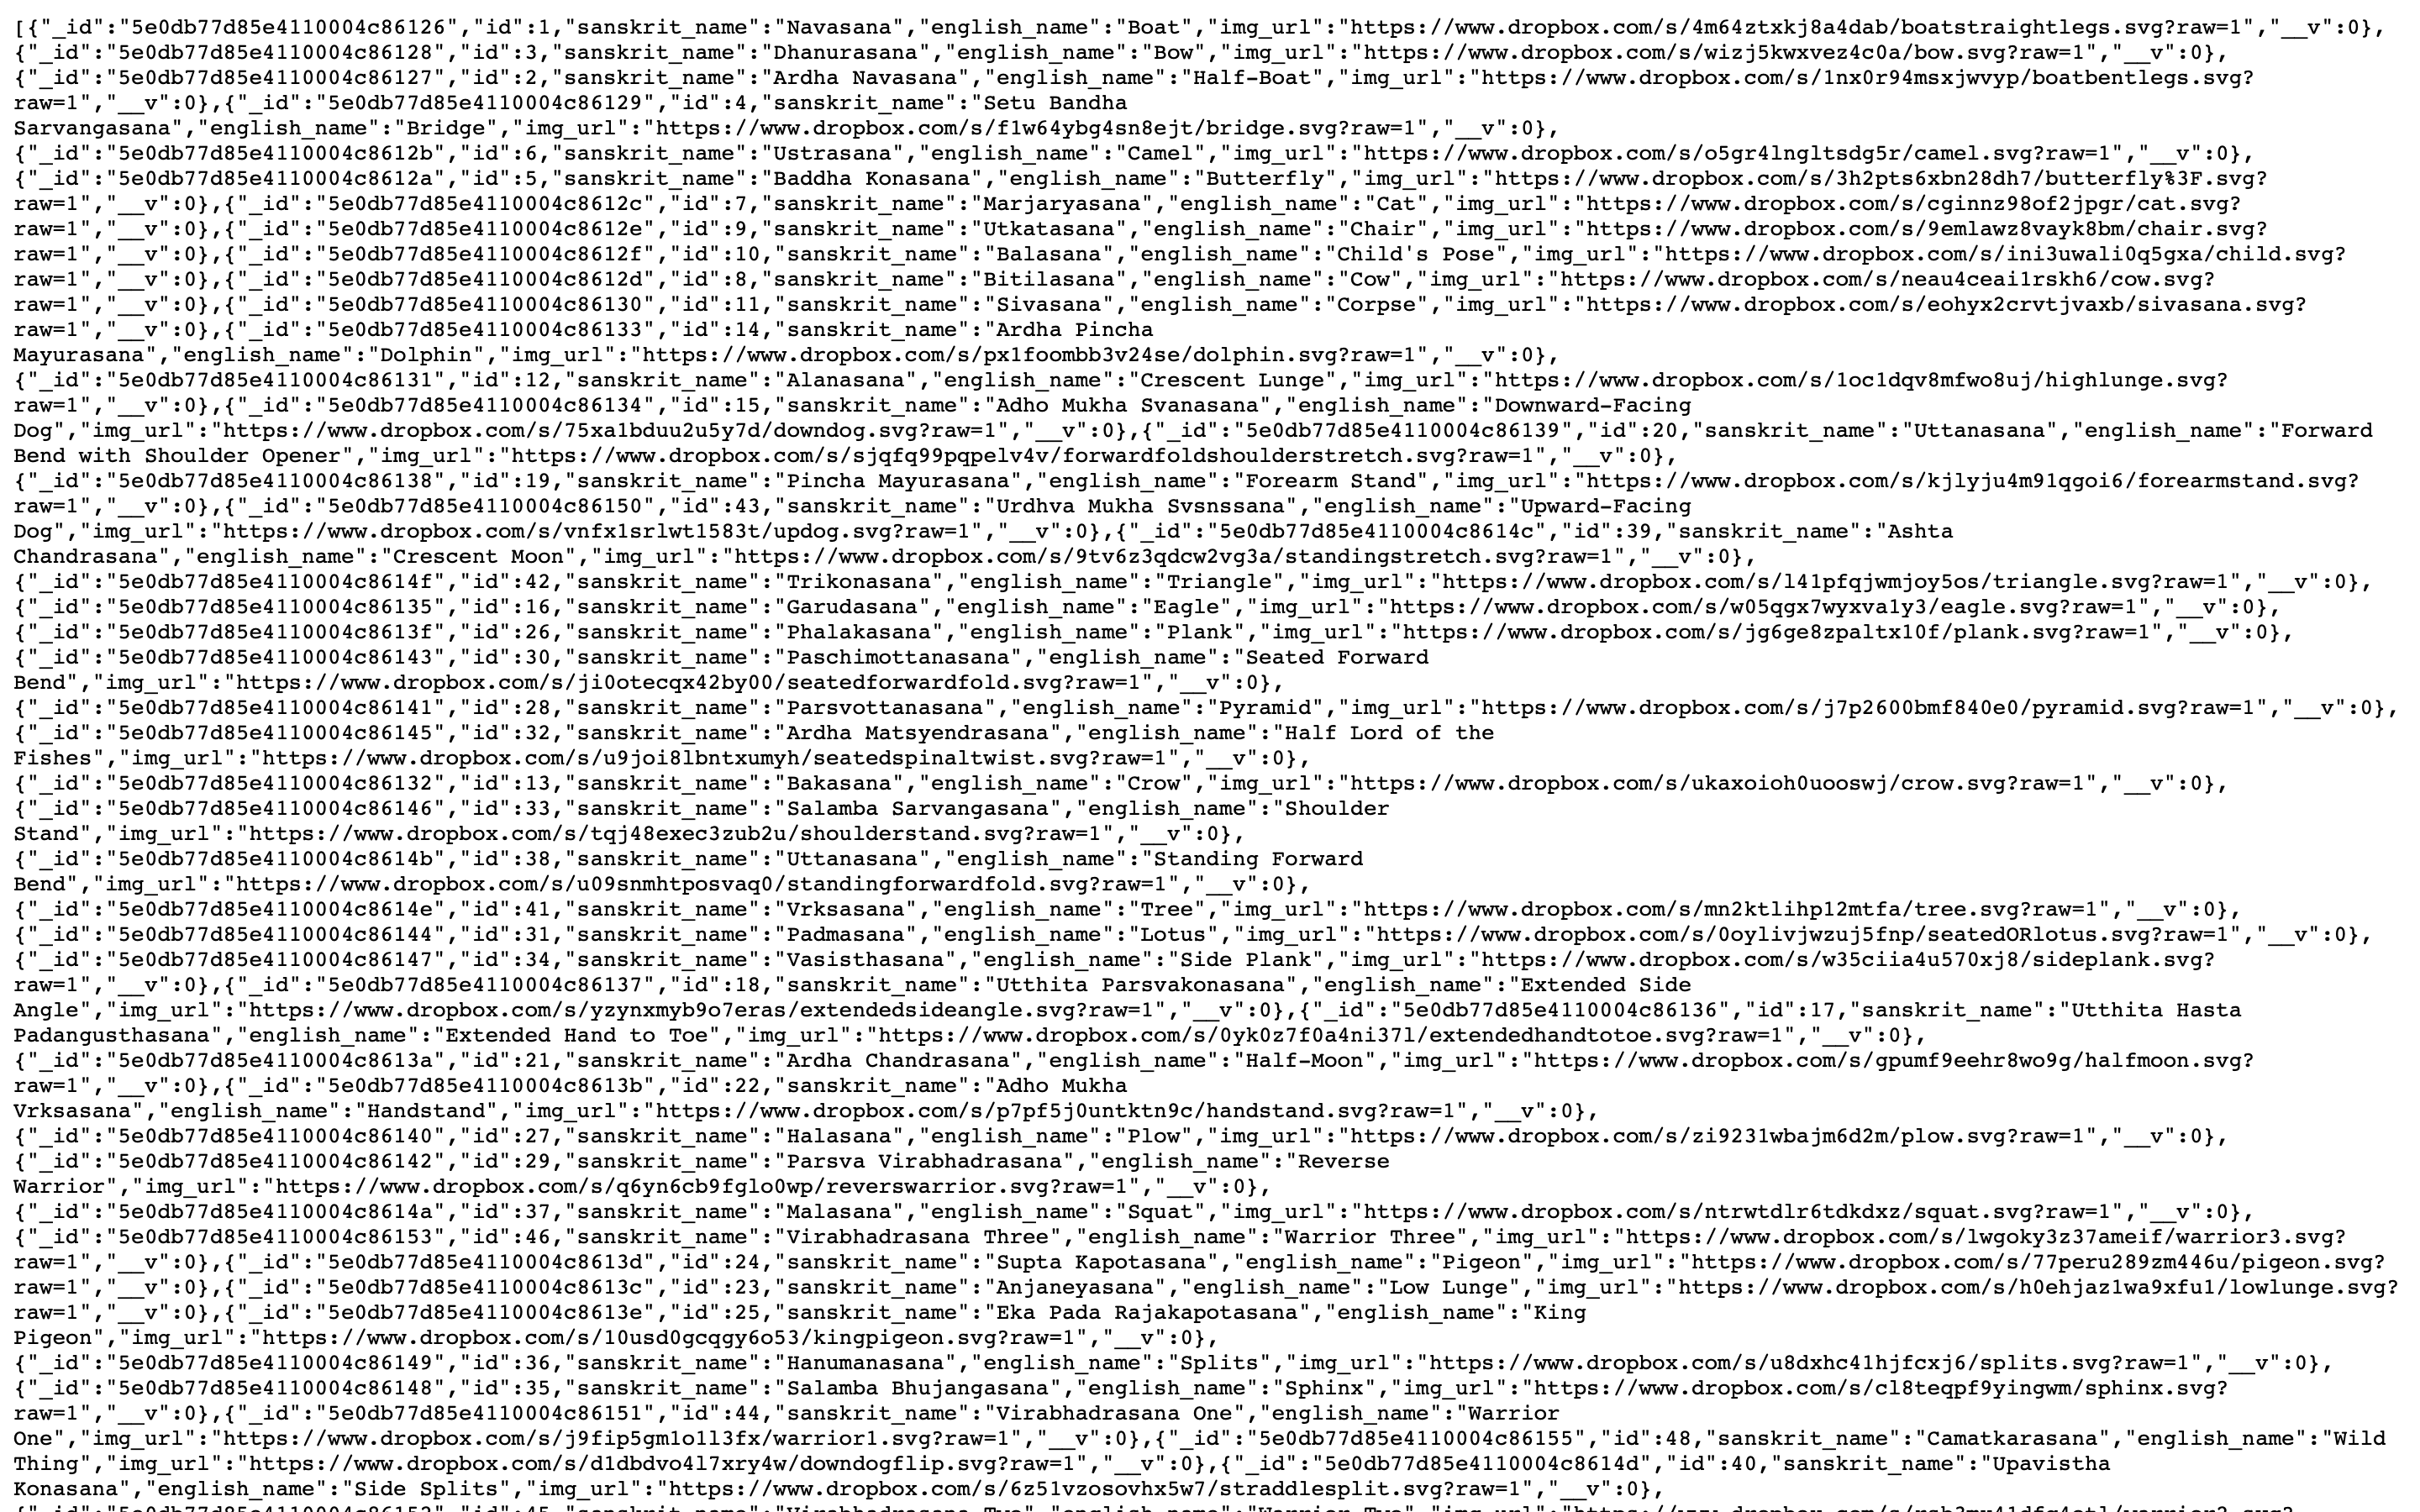 [{"_id":"5e0db77d85e4110004c86126","id":1,"sanskrit_name":"Navasana","english_name":"Boat","img_url":"https://www.dropbox.com/s/4m64ztxkj8a4dab/boatstraightlegs.svg?raw=1","__v":0},
{"_id":"5e0db77d85e4110004c86128","id":3,"sanskrit_name":"Dhanurasana","english_name":"Bow","img_url":"https://www.dropbox.com/s/wizj5kwxvez4c0a/bow.svg?raw=1","__v":0},
{"_id":"5e0db77d85e4110004c86127","id":2,"sanskrit_name":"Ardha Navasana","english_name":"Half-Boat","img_url":"https://www.dropbox.com/s/1nx0r94msxjwvyp/boatbentlegs.svg?
raw=1","__v":0},{"_id":"5e0db77d85e4110004c86129","id":4,"sanskrit_name":"Setu Bandha
Sarvangasana","english_name":"Bridge","img_url":"https://www.dropbox.com/s/f1w64ybg4sn8ejt/bridge.svg?raw=1","__v":0},
{"_id":"5e0db77d85e4110004c8612b","id":6,"sanskrit_name":"Ustrasana","english_name":"Camel","img_url":"https://www.dropbox.com/s/o5gr4lngltsdg5r/camel.svg?raw=1","__v":0},
{"_id":"5e0db77d85e4110004c8612a","id":5,"sanskrit_name":"Baddha Konasana","english_name":"Butterfly","img_url":"https://www.dropbox.com/s/3h2pts6xbn28dh7/butterfly%3F.svg?
raw=1","__v":0},{"_id":"5e0db77d85e4110004c8612c","id":7,"sanskrit_name":"Marjaryasana","english_name":"Cat","img_url":"https://www.dropbox.com/s/cginnz98of2jpgr/cat.svg?
raw=1","__v":0},{"_id":"5e0db77d85e4110004c8612e","id":9,"sanskrit_name":"Utkatasana","english_name":"Chair","img_url":"https://www.dropbox.com/s/9emlawz8vayk8bm/chair.svg?
raw=1","__v":0},{"_id":"5e0db77d85e4110004c8612f","id":10,"sanskrit_name":"Balasana","english_name":"Child's Pose","img_url":"https://www.dropbox.com/s/ini3uwali0q5gxa/child.svg?
raw=1","__v":0},{"_id":"5e0db77d85e4110004c8612d","id":8,"sanskrit_name":"Bitilasana","english_name":"Cow","img_url":"https://www.dropbox.com/s/neau4ceai1rskh6/cow.svg?
raw=1","__v":0},{"_id":"5e0db77d85e4110004c86130","id":11,"sanskrit_name":"Sivasana","english_name":"Corpse","img_url":"https://www.dropbox.com/s/eohyx2crvtjvaxb/sivasana.svg?
raw=1","__v":0},{"_id":"5e0db77d85e4110004c86133","id":14,"sanskrit_name":"Ardha Pincha
Mayurasana","english_name":"Dolphin","img_url":"https://www.dropbox.com/s/px1foombb3v24se/dolphin.svg?raw=1","__v":0},
{"_id":"5e0db77d85e4110004c86131","id":12,"sanskrit_name":"Alanasana","english_name":"Crescent Lunge","img_url":"https://www.dropbox.com/s/1oc1dqv8mfwo8uj/highlunge.svg?
raw=1","__v":0},{"_id":"5e0db77d85e4110004c86134","id":15,"sanskrit_name":"Adho Mukha Svanasana","english_name":"Downward-Facing
Dog","img_url":"https://www.dropbox.com/s/75xa1bduu2u5y7d/downdog.svg?raw=1","__v":0},{"_id":"5e0db77d85e4110004c86139","id":20,"sanskrit_name":"Uttanasana","english_name":"Forward
Bend with Shoulder Opener","img_url":"https://www.dropbox.com/s/sjqfq99pqpelv4v/forwardfoldshoulderstretch.svg?raw=1","__v":0},
{"_id":"5e0db77d85e4110004c86138","id":19,"sanskrit_name":"Pincha Mayurasana","english_name":"Forearm Stand","img_url":"https://www.dropbox.com/s/kjlyju4m91qgoi6/forearmstand.svg?
raw=1","__v":0},{"_id":"5e0db77d85e4110004c86150","id":43,"sanskrit_name":"Urdhva Mukha Svsnssana","english_name":"Upward-Facing
Dog","img_url":"https://www.dropbox.com/s/vnfx1srlwt1583t/updog.svg?raw=1","__v":0},{"_id":"5e0db77d85e4110004c8614c","id":39,"sanskrit_name":"Ashta
Chandrasana","english_name":"Crescent Moon","img_url":"https://www.dropbox.com/s/9tv6z3qdcw2vg3a/standingstretch.svg?raw=1","__v":0},
{"_id":"5e0db77d85e4110004c8614f","id":42,"sanskrit_name":"Trikonasana","english_name":"Triangle","img_url":"https://www.dropbox.com/s/l41pfqjwmjoy5os/triangle.svg?raw=1","__v":0},
{"_id":"5e0db77d85e4110004c86135","id":16,"sanskrit_name":"Garudasana","english_name":"Eagle","img_url":"https://www.dropbox.com/s/w05qgx7wyxva1y3/eagle.svg?raw=1","__v":0},
{"_id":"5e0db77d85e4110004c8613f","id":26,"sanskrit_name":"Phalakasana","english_name":"Plank","img_url":"https://www.dropbox.com/s/jg6ge8zpaltx10f/plank.svg?raw=1","__v":0},
{"_id":"5e0db77d85e4110004c86143","id":30,"sanskrit_name":"Paschimottanasana","english_name":"Seated Forward
Bend","img_url":"https://www.dropbox.com/s/ji0otecqx42by00/seatedforwardfold.svg?raw=1","__v":0},
{"_id":"5e0db77d85e4110004c86141","id":28,"sanskrit_name":"Parsvottanasana","english_name":"Pyramid","img_url":"https://www.dropbox.com/s/j7p2600bmf840e0/pyramid.svg?raw=1","__v":0},
{"_id":"5e0db77d85e4110004c86145","id":32,"sanskrit_name":"Ardha Matsyendrasana","english_name":"Half Lord of the
Fishes","img_url":"https://www.dropbox.com/s/u9joi8lbntxumyh/seatedspinaltwist.svg?raw=1","__v":0},
{"_id":"5e0db77d85e4110004c86132","id":13,"sanskrit_name":"Bakasana","english_name":"Crow","img_url":"https://www.dropbox.com/s/ukaxoioh0uooswj/crow.svg?raw=1","__v":0},
{"_id":"5e0db77d85e4110004c86146","id":33,"sanskrit_name":"Salamba Sarvangasana","english_name":"Shoulder
Stand","img_url":"https://www.dropbox.com/s/tqj48exec3zub2u/shoulderstand.svg?raw=1","__v":0},
{"_id":"5e0db77d85e4110004c8614b","id":38,"sanskrit_name":"Uttanasana","english_name":"Standing Forward
Bend","img_url":"https://www.dropbox.com/s/u09snmhtposvaq0/standingforwardfold.svg?raw=1","__v":0},
{"_id":"5e0db77d85e4110004c8614e","id":41,"sanskrit_name":"Vrksasana","english_name":"Tree","img_url":"https://www.dropbox.com/s/mn2ktlihp12mtfa/tree.svg?raw=1","__v":0},
{"_id":"5e0db77d85e4110004c86144","id":31,"sanskrit_name":"Padmasana","english_name":"Lotus","img_url":"https://www.dropbox.com/s/0oylivjwzuj5fnp/seatedORlotus.svg?raw=1","__v":0},
{"_id":"5e0db77d85e4110004c86147","id":34,"sanskrit_name":"Vasisthasana","english_name":"Side Plank","img_url":"https://www.dropbox.com/s/w35ciia4u570xj8/sideplank.svg?
raw=1","__v":0},{"_id":"5e0db77d85e4110004c86137","id":18,"sanskrit_name":"Utthita Parsvakonasana","english_name":"Extended Side
Angle","img_url":"https://www.dropbox.com/s/yzynxmyb9o7eras/extendedsideangle.svg?raw=1","__v":0},{"_id":"5e0db77d85e4110004c86136","id":17,"sanskrit_name":"Utthita Hasta
Padangusthasana","english_name":"Extended Hand to Toe","img_url":"https://www.dropbox.com/s/0yk0z7f0a4ni37l/extendedhandtotoe.svg?raw=1","__v":0},
{"_id":"5e0db77d85e4110004c8613a","id":21,"sanskrit_name":"Ardha Chandrasana","english_name":"Half-Moon","img_url":"https://www.dropbox.com/s/gpumf9eehr8wo9g/halfmoon.svg?
raw=1","__v":0},{"_id":"5e0db77d85e4110004c8613b","id":22,"sanskrit_name":"Adho Mukha
Vrksasana","english_name":"Handstand","img_url":"https://www.dropbox.com/s/p7pf5j0untktn9c/handstand.svg?raw=1","__v":0},
{"_id":"5e0db77d85e4110004c86140","id":27,"sanskrit_name":"Halasana","english_name":"Plow","img_url":"https://www.dropbox.com/s/zi9231wbajm6d2m/plow.svg?raw=1","__v":0},
{"_id":"5e0db77d85e4110004c86142","id":29,"sanskrit_name":"Parsva Virabhadrasana","english_name":"Reverse
Warrior","img_url":"https://www.dropbox.com/s/q6yn6cb9fglo0wp/reverswarrior.svg?raw=1","__v":0},
{"_id":"5e0db77d85e4110004c8614a","id":37,"sanskrit_name":"Malasana","english_name":"Squat","img_url":"https://www.dropbox.com/s/ntrwtdlr6tdkdxz/squat.svg?raw=1","__v":0},
{"_id":"5e0db77d85e4110004c86153","id":46,"sanskrit_name":"Virabhadrasana Three","english_name":"Warrior Three","img_url":"https://www.dropbox.com/s/lwgoky3z37ameif/warrior3.svg?
raw=1","__v":0},{"_id":"5e0db77d85e4110004c8613d","id":24,"sanskrit_name":"Supta Kapotasana","english_name":"Pigeon","img_url":"https://www.dropbox.com/s/77peru289zm446u/pigeon.svg?
raw=1","__v":0},{"_id":"5e0db77d85e4110004c8613c","id":23,"sanskrit_name":"Anjaneyasana","english_name":"Low Lunge","img_url":"https://www.dropbox.com/s/h0ehjaz1wa9xfu1/lowlunge.svg?
raw=1","__v":0},{"_id":"5e0db77d85e4110004c8613e","id":25,"sanskrit_name":"Eka Pada Rajakapotasana","english_name":"King
Pigeon","img_url":"https://www.dropbox.com/s/10usd0gcqgy6o53/kingpigeon.svg?raw=1","__v":0},
{"_id":"5e0db77d85e4110004c86149","id":36,"sanskrit_name":"Hanumanasana","english_name":"Splits","img_url":"https://www.dropbox.com/s/u8dxhc41hjfcxj6/splits.svg?raw=1","__v":0},
{"_id":"5e0db77d85e4110004c86148","id":35,"sanskrit_name":"Salamba Bhujangasana","english_name":"Sphinx","img_url":"https://www.dropbox.com/s/cl8teqpf9yingwm/sphinx.svg?
raw=1","__v":0},{"_id":"5e0db77d85e4110004c86151","id":44,"sanskrit_name":"Virabhadrasana One","english_name":"Warrior
One","img_url":"https://www.dropbox.com/s/j9fip5gm1o1l3fx/warrior1.svg?raw=1","__v":0},{"_id":"5e0db77d85e4110004c86155","id":48,"sanskrit_name":"Camatkarasana","english_name":"Wild
Thing","img_url":"https://www.dropbox.com/s/d1dbdvo4l7xry4w/downdogflip.svg?raw=1","__v":0},{"_id":"5e0db77d85e4110004c8614d","id":40,"sanskrit_name":"Upavistha
Konasana","english_name":"Side Splits","img_url":"https://www.dropbox.com/s/6z51vzosovhx5w7/straddlesplit.svg?raw=1","__v":0},